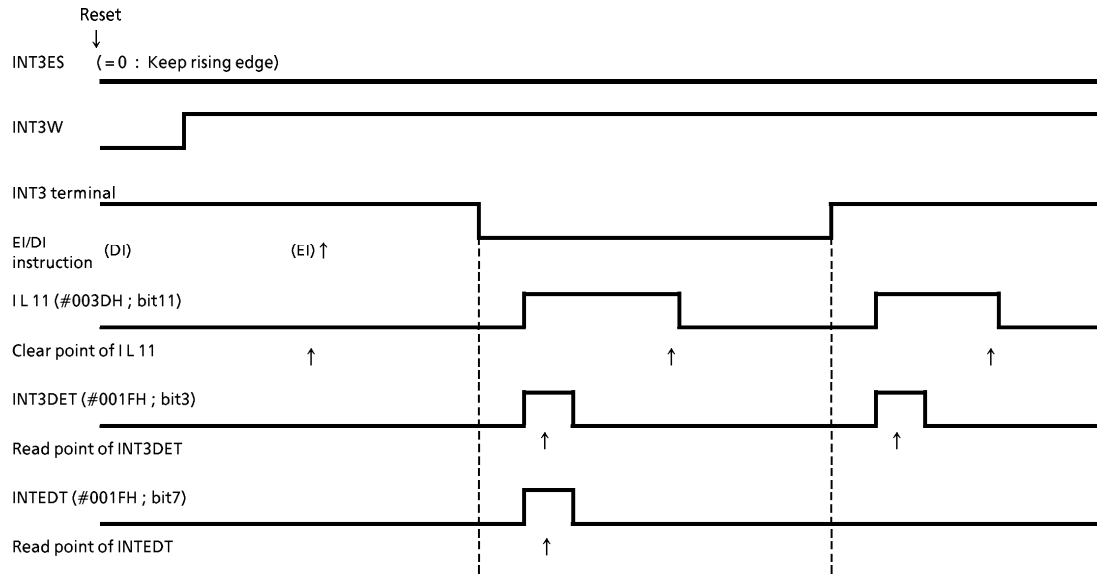 Reset
↓
INT3ES (=0 : Keep rising edge)
INT3W
INT3 terminal
EI/DI
instruction (DI) (EI)↑
I L 11 (#003DH ; bit11)
Clear point of I L 11 ↑ ↑ ↑
INT3DET (#001FH ; bit3)
Read point of INT3DET ↑ ↑
INTEDT (#001FH ; bit7)
Read point of INTEDT ↑